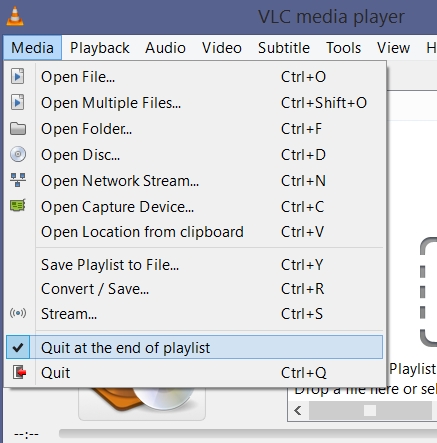 VLC media player
Media Playback Audio Video Subtitle Tools View H
Open File... Ctrl+O
Open Multiple Files... Ctrl+Shift+O
Open Folder... Ctrl+F
Open Disc... Ctrl+D
Open Network Stream... Ctrl+N
Open Capture Device... Ctrl+C
Open Location from clipboard Ctrl+V
Save Playlist to File... Ctrl+Y
Convert / Save... Ctrl+R
Stream... Ctrl+S
Quit at the end of playlist
Quit Ctrl+Q
Playlist
Drop a file here or sel
--:--